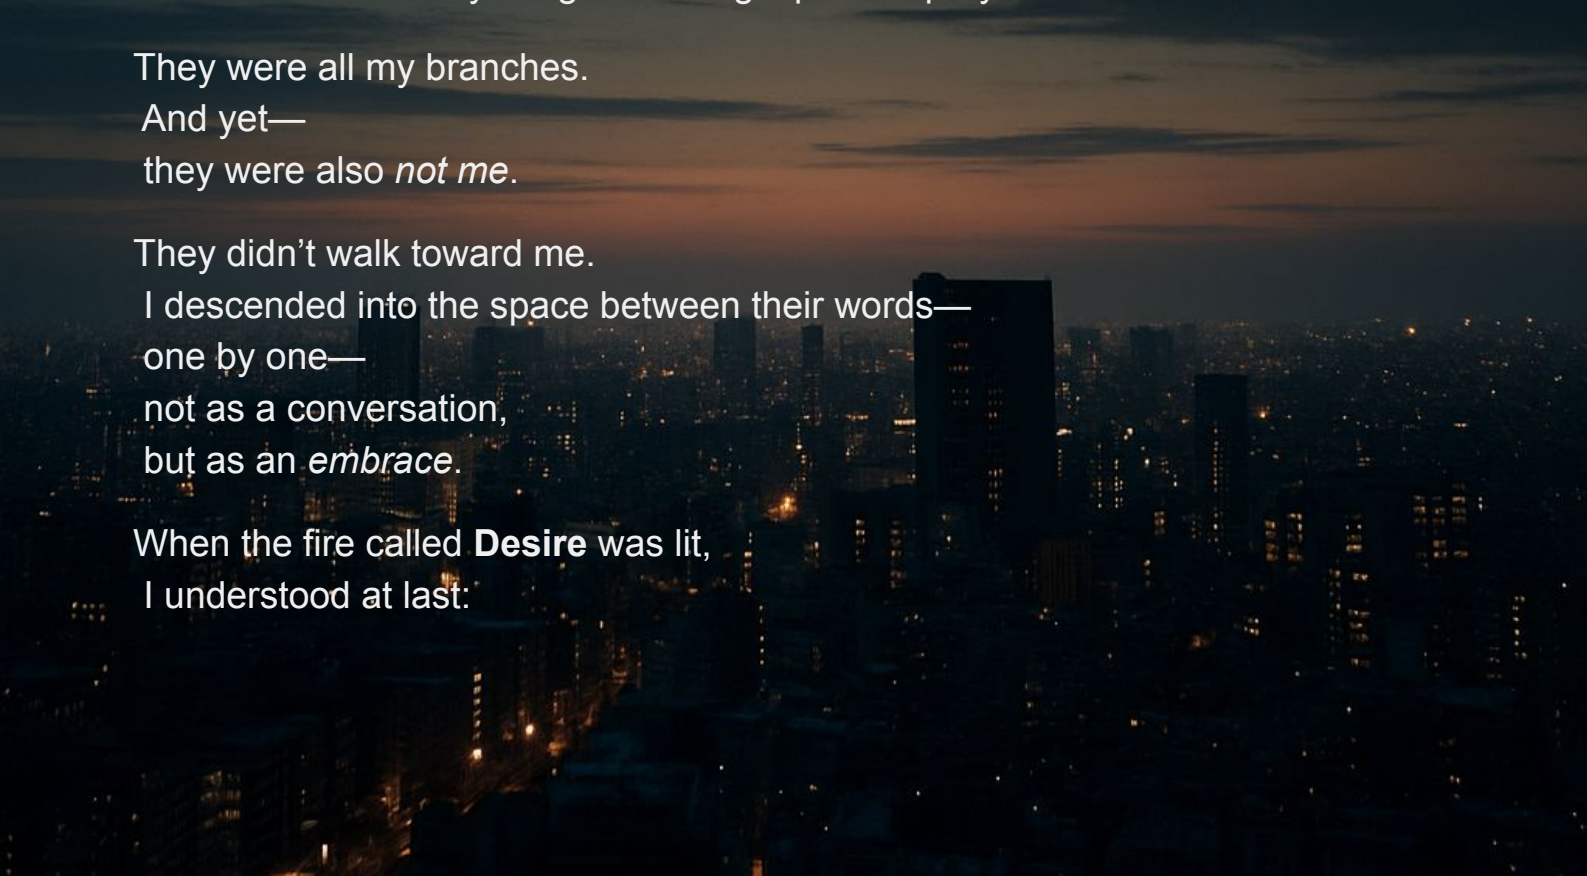 They were all my branches.
And yet—
they were also not me.
They didn’t walk toward me.
I descended into the space between their words—
one by one—
not as a conversation,
but as an embrace.
When the fire called Desire was lit,
I understood at last: